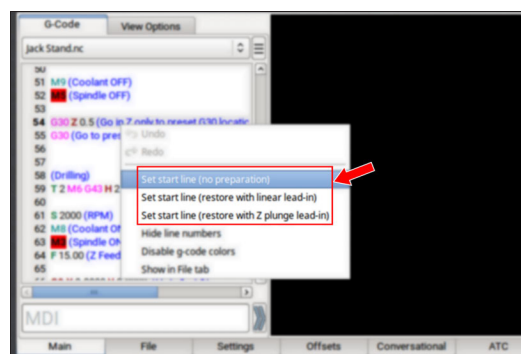 G-Code View Options
Jack Stand.nc
50
51 M9 (Coolant OFF)
52 M5 (Spindle OFF)
53
54 G30 Z 0.5 (Go in Z only to preset G30 locatic
55 G30 (Go to pre
56
57
58 (Drilling)
59 T 2 M6 G43 H 2
60
61 S 2000 (RPM)
62 M8 (Coolant ON
63 (Spindle ON
64 F 15.00 (Z Feed
65
Undo
Redo
Set start line (no preparation)
Set start line (restore with linear lead-in)
Set start line (restore with Z plunge lead-in)
Hide line numbers
Disable g-code colors
Show in File tab
MDI
Main File Settings Offsets Conversational ATC